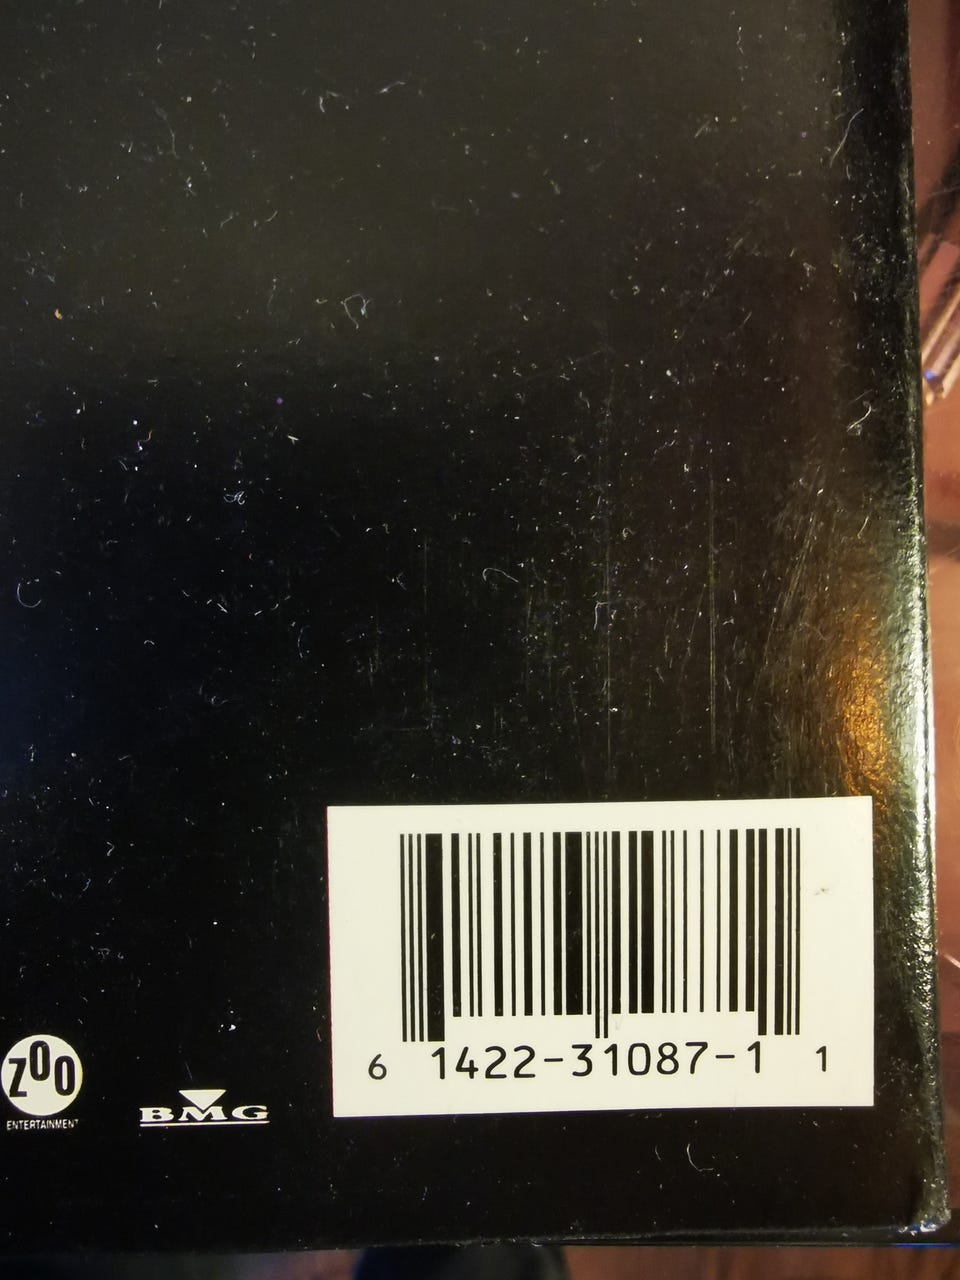 6 1422-31087-1 1
ZOO
ENTERTAINMENT
BMG